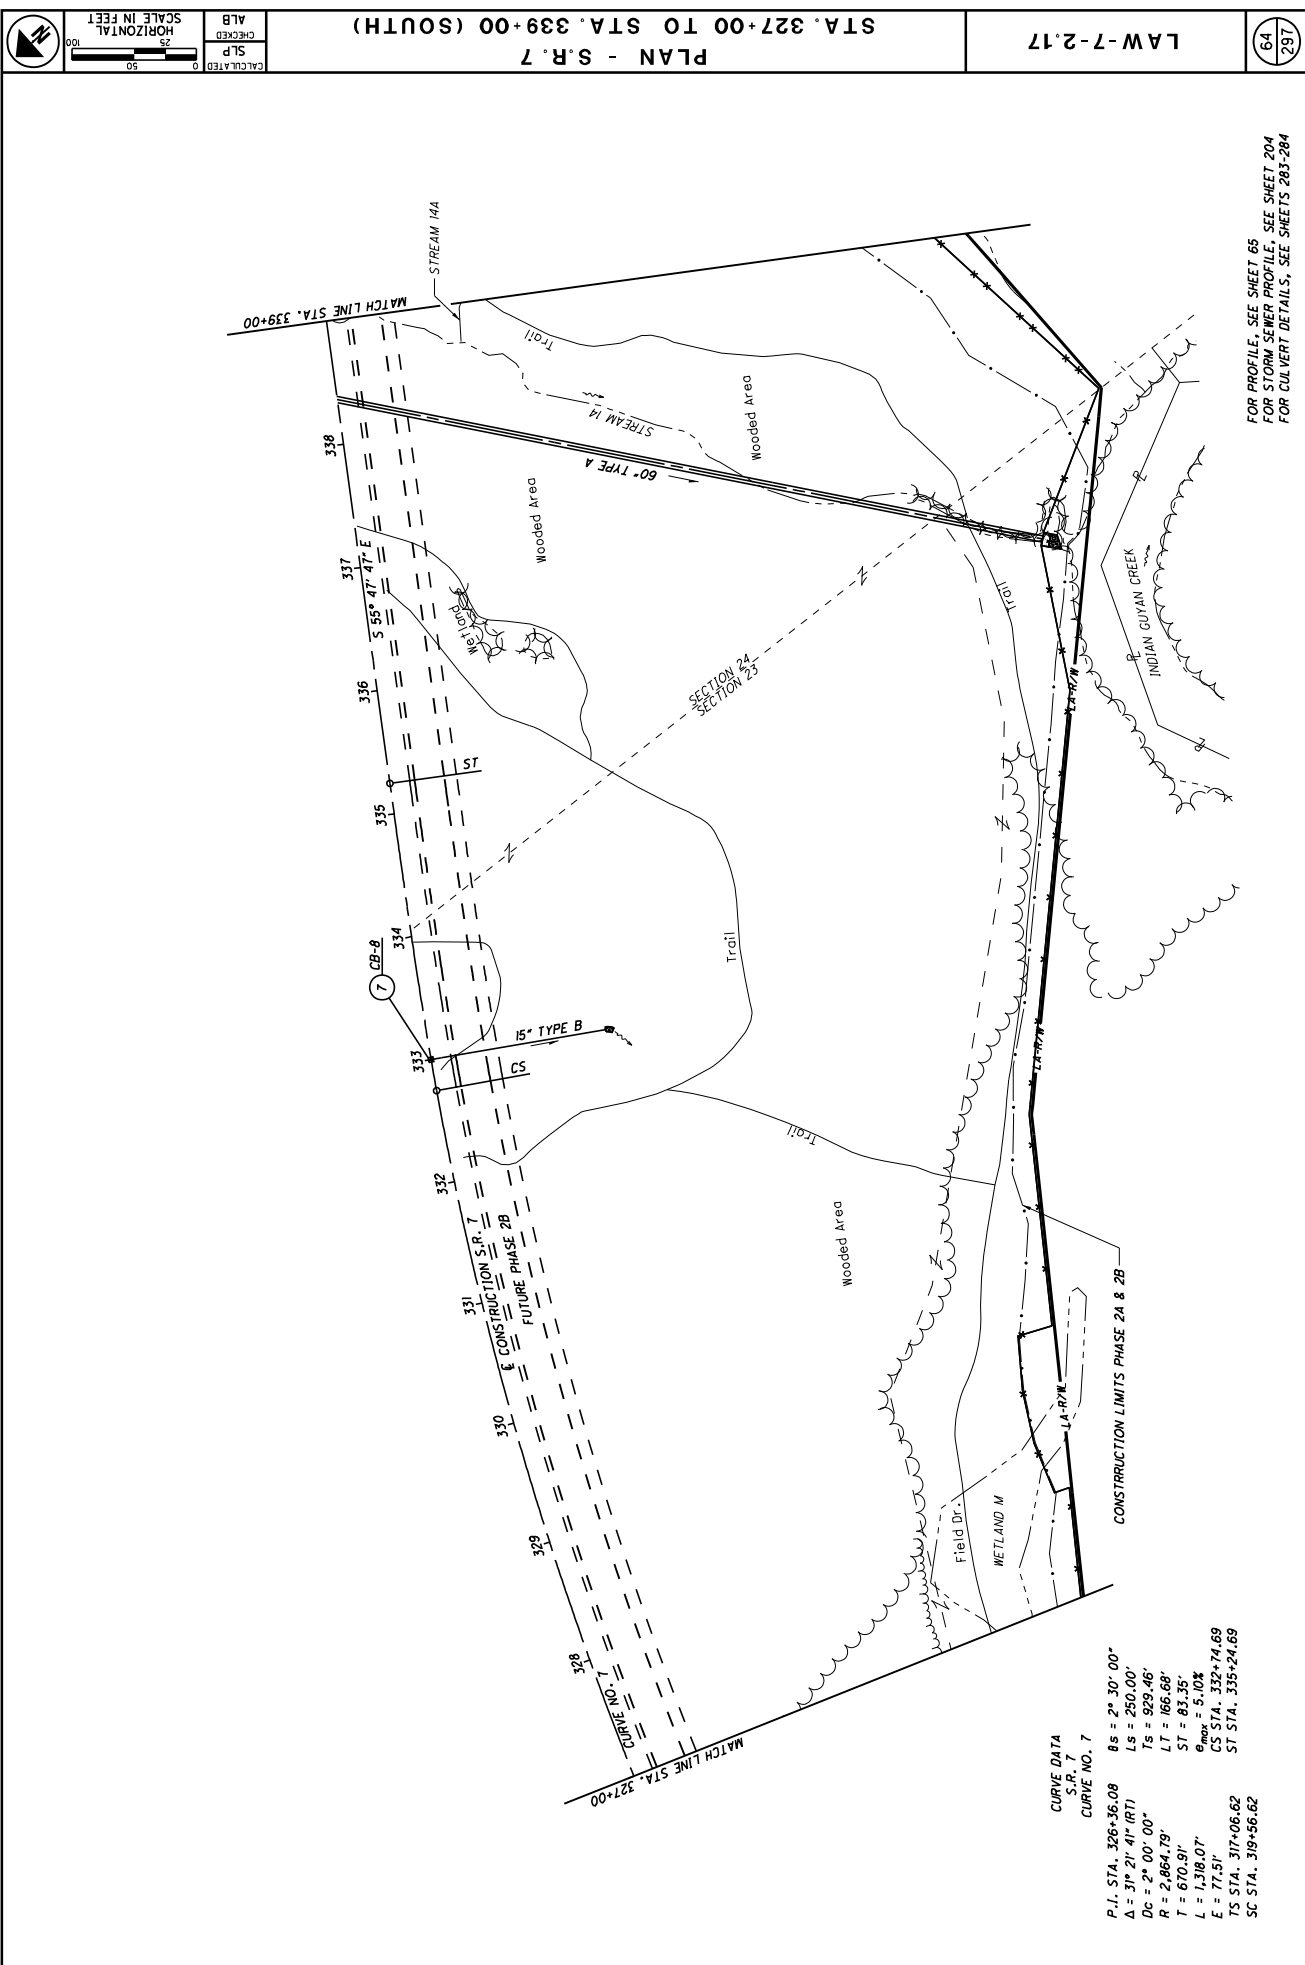 CALCULATED
SLP
CHECKED
ALB
0
50
25
100
HORIZONTAL
SCALE IN FEET
PLAN - S.R. 7
STA. 327+00 TO STA. 339+00 (SOUTH)
LAW-7-2.17
64
297
FOR PROFILE, SEE SHEET 65
FOR STORM SEWER PROFILE, SEE SHEET 204
FOR CULVERT DETAILS, SEE SHEETS 283-284
MATCH LINE STA. 339+00
STREAM 14A
Trail
STREAM 14
Wooded Area
60" TYPE A
Wooded Area
338
337
S 55° 47' 47" E
336
335
334
333
332
331
330
329
328
Wetland
SECTION 24
SECTION 23
ST
7
CB-8
15" TYPE B
CS
Trail
Trail
Trail
LA-R/W
LA-R/W
LA-R/W
INDIAN GUYAN CREEK
℄ CONSTRUCTION S.R. 7
FUTURE PHASE 2B
Wooded Area
CONSTRRUCTION LIMITS PHASE 2A & 2B
Field Dr.
WETLAND M
CURVE NO. 7
MATCH LINE STA. 327+00
CURVE DATA
S.R. 7
CURVE NO. 7
P.I. STA. 326+36.08
Δ = 31° 21' 41" (RT)
Dc = 2° 00' 00"
R = 2,864.79'
T = 670.91'
L = 1,318.07'
E = 77.51'
TS STA. 317+06.62
SC STA. 319+56.62
θs = 2° 30' 00"
Ls = 250.00'
Ts = 929.46'
LT = 166.68'
ST = 83.35'
emax = 5.10%
CS STA. 332+74.69
ST STA. 335+24.69